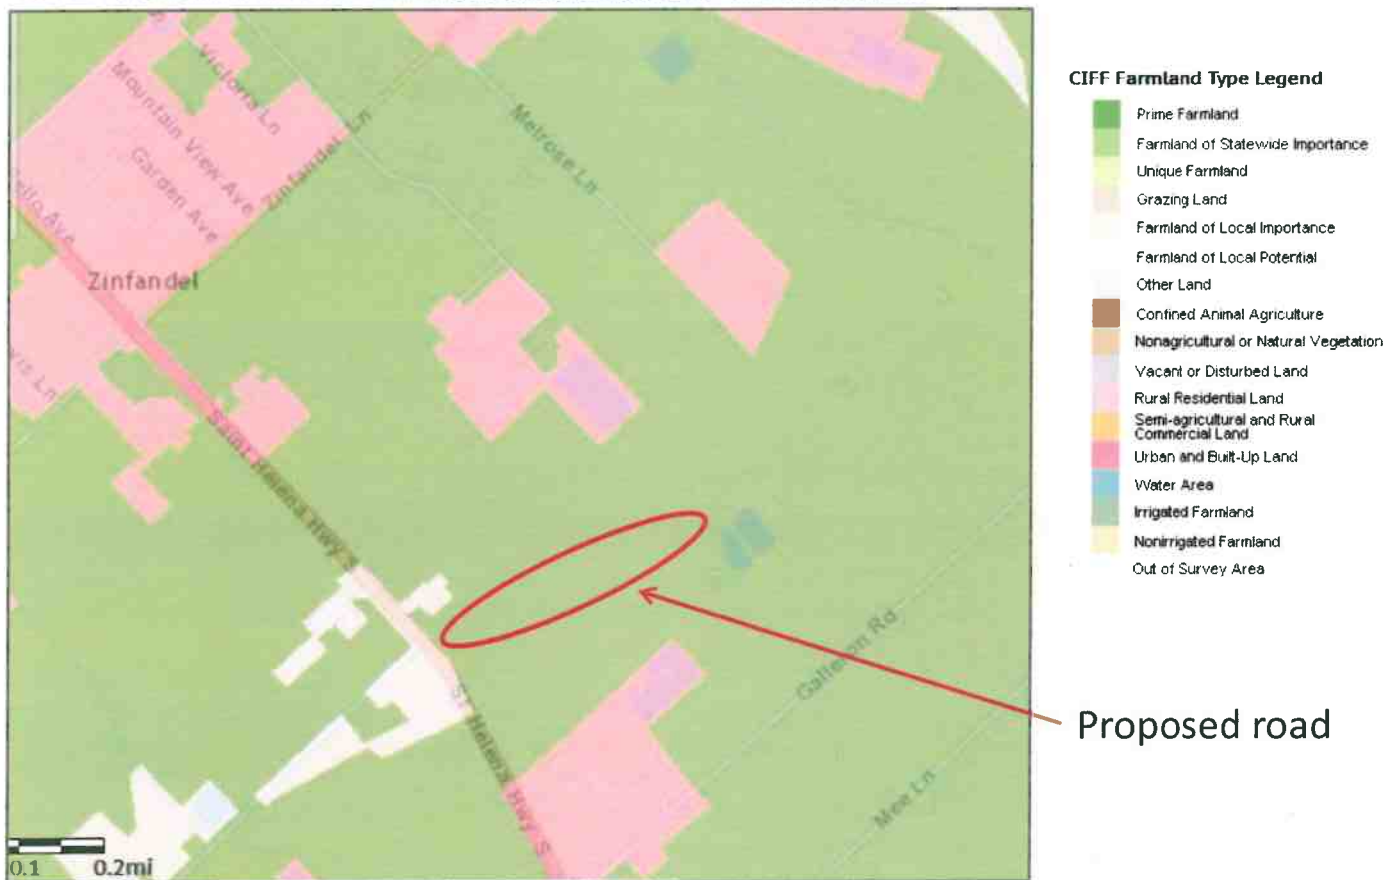 Victoria Ln
Mountain View Ave
Garden Ave
Zinfandel Ln
Melrose Ln
Zinfandel
Saint Helena Hwy S
St Helena Hwy S
Galleron Rd
Mee Ln
0.1 0.2mi
CIFF Farmland Type Legend
Prime Farmland
Farmland of Statewide Importance
Unique Farmland
Grazing Land
Farmland of Local Importance
Farmland of Local Potential
Other Land
Confined Animal Agriculture
Nonagricultural or Natural Vegetation
Vacant or Disturbed Land
Rural Residential Land
Semi-agricultural and Rural
Commercial Land
Urban and Built-Up Land
Water Area
Irrigated Farmland
Nonirrigated Farmland
Out of Survey Area
Proposed road